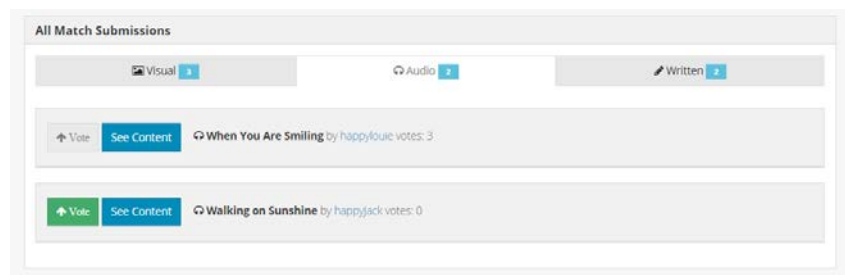 All Match Submissions
Visual 3 Audio 2 Written 2
Vote See Content When You Are Smiling by happylouie votes: 3
Vote See Content Walking on Sunshine by happyjack votes: 0